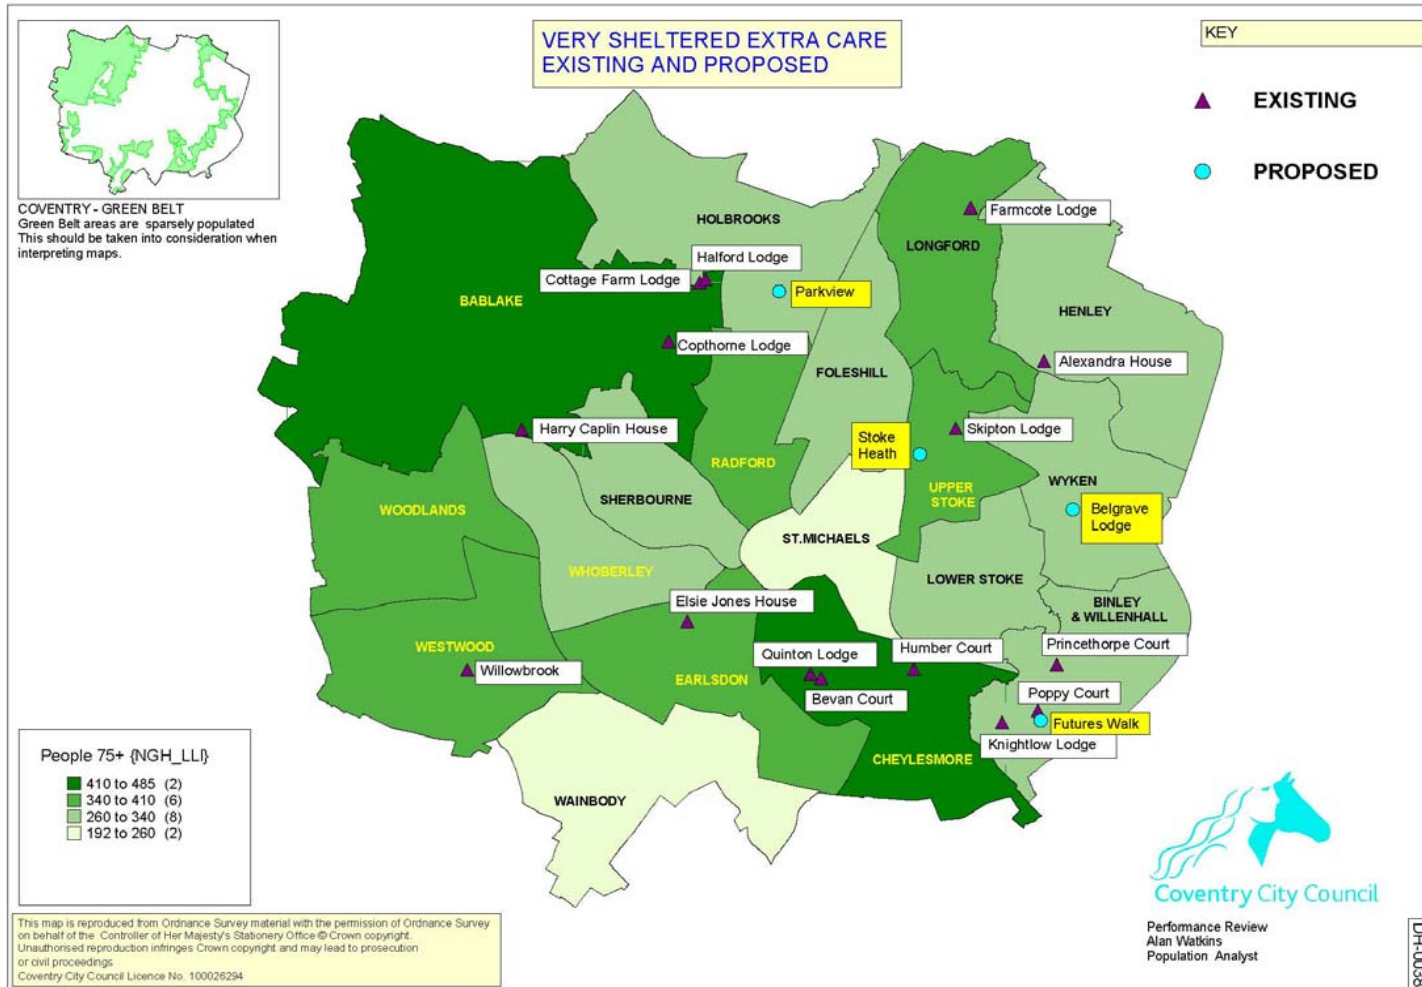 VERY SHELTERED EXTRA CARE
EXISTING AND PROPOSED
KEY
EXISTING
PROPOSED
COVENTRY - GREEN BELT
Green Belt areas are sparsely populated
This should be taken into consideration when
interpreting maps.
HOLBROOKS
Farmcote Lodge
LONGFORD
Halford Lodge
Cottage Farm Lodge
Parkview
BABLAKE
HENLEY
Copthorne Lodge
Alexandra House
FOLESHILL
Harry Caplin House
Stoke
Heath
Skipton Lodge
RADFORD
WYKEN
UPPER
STOKE
SHERBOURNE
WOODLANDS
Belgrave
Lodge
ST.MICHAELS
WHOBERLEY
LOWER STOKE
Elsie Jones House
BINLEY
& WILLENHALL
WESTWOOD
Willowbrook
Quinton Lodge
Humber Court
Princethorpe Court
EARLSDON
Bevan Court
Poppy Court
Futures Walk
Knightlow Lodge
CHEYLESMORE
WAINBODY
People 75+ {NGH_LLI}
410 to 485 (2)
340 to 410 (6)
260 to 340 (8)
192 to 260 (2)
Coventry City Council
Performance Review
Alan Watkins
Population Analyst
This map is reproduced from Ordnance Survey material with the permission of Ordnance Survey
on behalf of the Controller of Her Majesty's Stationery Office © Crown copyright.
Unauthorised reproduction infringes Crown copyright and may lead to prosecution
or civil proceedings
Coventry City Council Licence No. 100026294